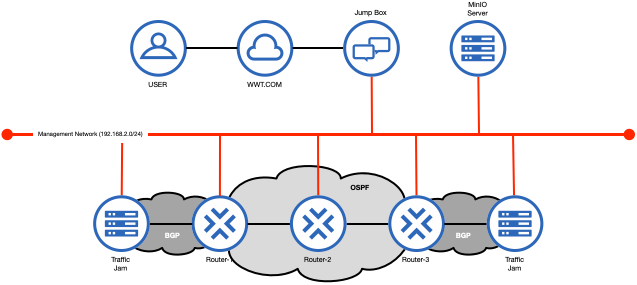 MinIO
Server
Jump Box
USER
WWT.COM
Management Network (192.168.2.0/24)
OSPF
BGP
BGP
Traffic
Jam
Router-1
Router-2
Router-3
Traffic
Jam